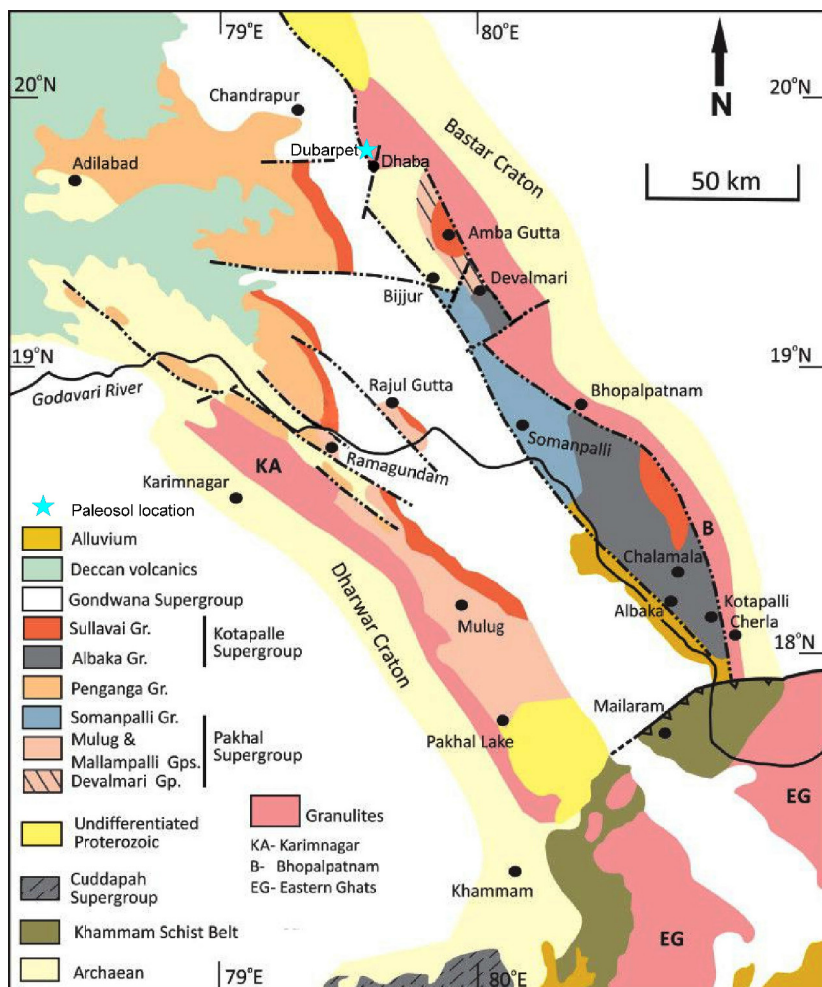 79°E
80°E
20°N
20°N
Chandrapur
N
Bastar Craton
Dubarpet
Dhaba
Adilabad
50 km
Amba Gutta
Devalmari
Bijjur
19°N
19°N
Godavari River
Rajul Gutta
Bhopalpatnam
Somanpalli
Ramagundam
KA
Karimnagar
B
Paleosol location
Alluvium
Deccan volcanics
Gondwana Supergroup
Sullavai Gr.
Albaka Gr.
Kotapalle
Supergroup
Penganga Gr.
Somanpalli Gr.
Mulug &
Mallampalli Gps.
Devalmari Gp.
Pakhal
Supergroup
Undifferentiated
Proterozoic
Cuddapah
Supergroup
Khammam Schist Belt
Archaean
Granulites
KA- Karimnagar
B- Bhopalpatnam
EG- Eastern Ghats
Dharwar Craton
Chalamala
Albaka
Kotapalli
Cherla
Mulug
18°N
Mailaram
Pakhal Lake
EG
Khammam
EG
79°E
80°E